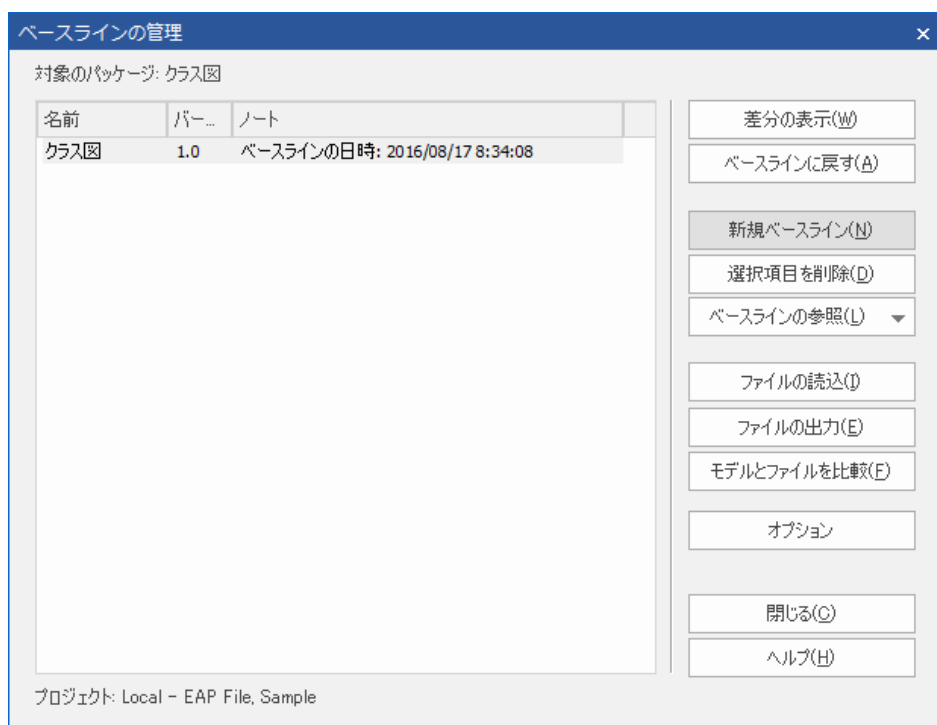 ベースラインの管理
対象のパッケージ: クラス図
名前 バー... ノート
クラス図 1.0 ベースラインの日時: 2016/08/17 8:34:08
差分の表示(W)
ベースラインに戻す(A)
新規ベースライン(N)
選択項目を削除(D)
ベースラインの参照(L)
ファイルの読込(I)
ファイルの出力(E)
モデルとファイルを比較(F)
オプション
閉じる(C)
ヘルプ(H)
プロジェクト: Local - EAP File, Sample